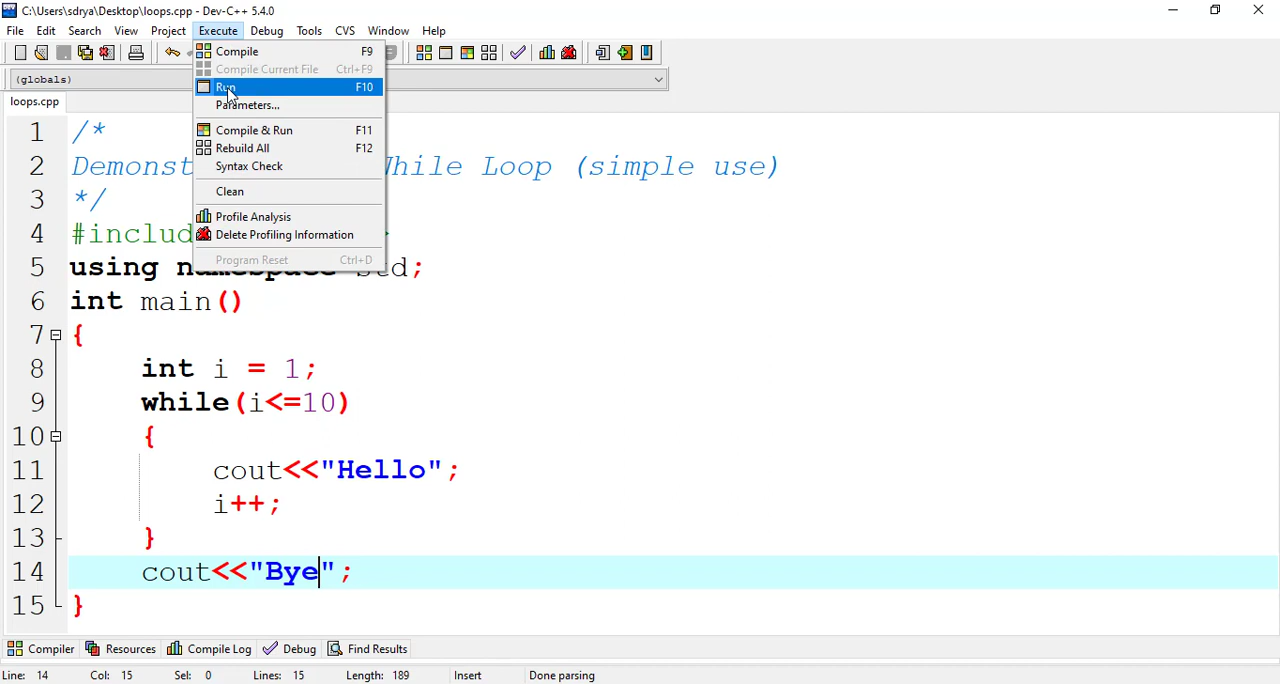 C:\Users\sdrya\Desktop\loops.cpp - Dev-C++ 5.4.0
File Edit Search View Project Execute Debug Tools CVS Window Help
Compile F9
Compile Current File Ctrl+F9
(globals)
Run F10
loops.cpp
Parameters...
Compile & Run F11
Rebuild All F12
Syntax Check
Clean
Profile Analysis
Delete Profiling Information
Program Reset Ctrl+D
1 /*
2 Demonst While Loop (simple use)
3 */
4 #includ >
5 using namespace std;
6 int main()
7 {
8 int i = 1;
9 while(i<=10)
10 {
11 cout<<"Hello";
12 i++;
13 }
14 cout<<"Bye";
15 }
Compiler Resources Compile Log Debug Find Results
Line: 14 Col: 15 Sel: 0 Lines: 15 Length: 189 Insert Done parsing